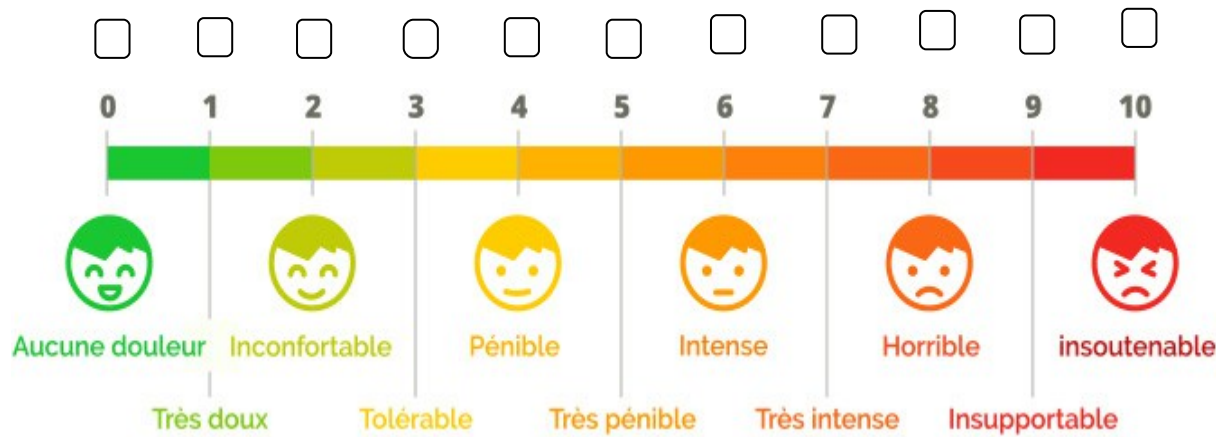 0 1 2 3 4 5 6 7 8 9 10
Aucune douleur Inconfortable Pénible Intense Horrible insoutenable
Très doux Tolérable Très pénible Très intense Insupportable